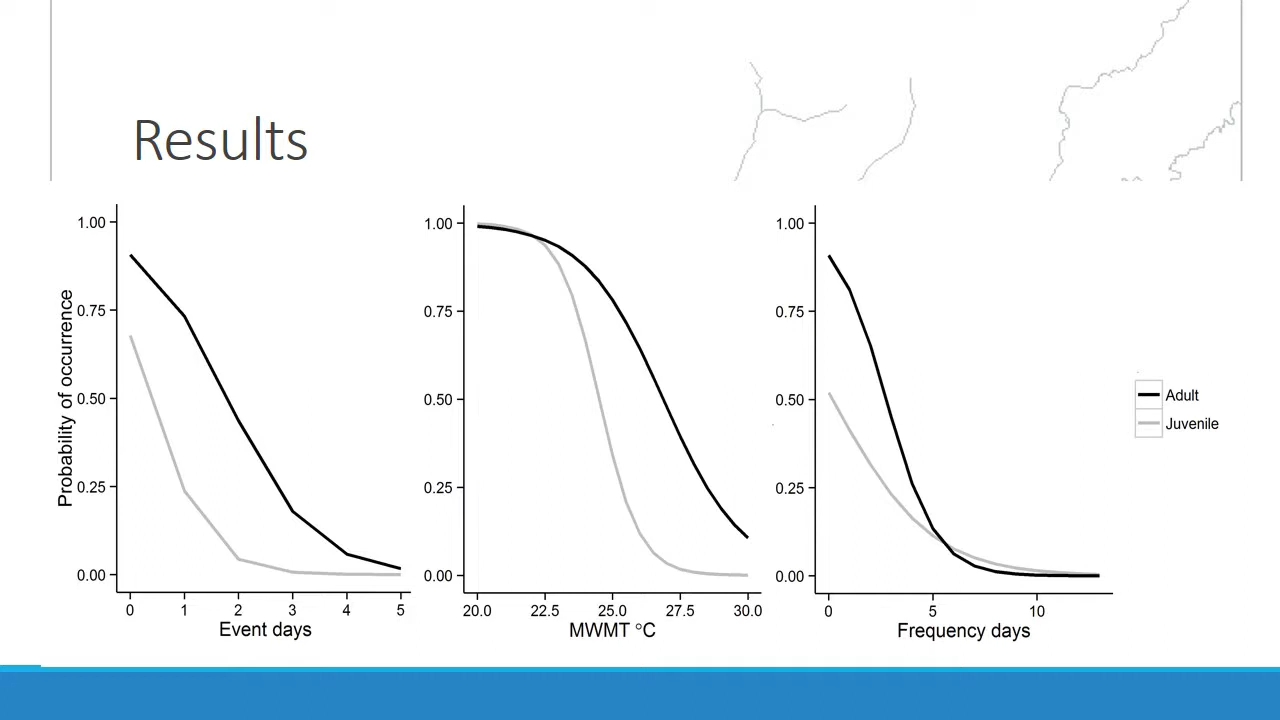 Results
Probability of occurrence
1.00
0.75
0.50
0.25
0.00
0 1 2 3 4 5
Event days
1.00
0.75
0.50
0.25
0.00
20.0 22.5 25.0 27.5 30.0
MWMT °C
1.00
0.75
0.50
0.25
0.00
0 5 10
Frequency days
Adult
Juvenile